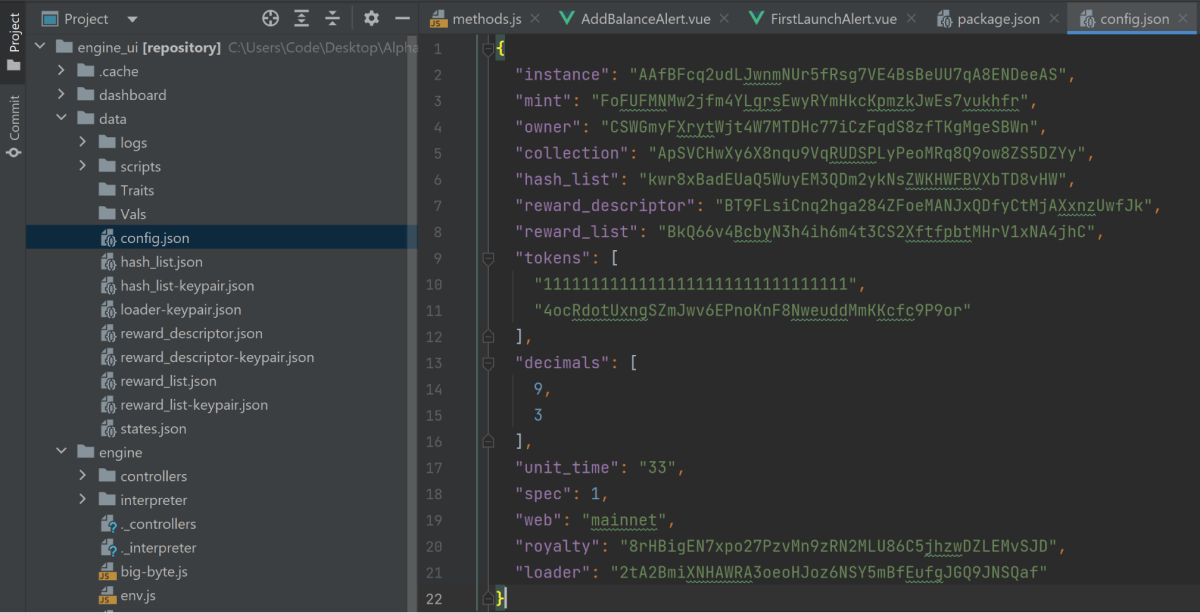 Project
Commit
Project
engine_ui [repository] C:\Users\Code\Desktop\Alpha
.cache
dashboard
data
logs
scripts
Traits
Vals
config.json
hash_list.json
hash_list-keypair.json
loader-keypair.json
reward_descriptor.json
reward_descriptor-keypair.json
reward_list.json
reward_list-keypair.json
states.json
engine
controllers
interpreter
._controllers
._interpreter
big-byte.js
env.js
methods.js AddBalanceAlert.vue FirstLaunchAlert.vue package.json config.json
1 {
2 "instance": "AAfBFcq2udLJwnmNUr5fRsg7VE4BsBeUU7qA8ENDeeAS",
3 "mint": "FoFUFMNMw2jfm4YLqrsEwyRYmHkcKpmzkJwEs7vukhfr",
4 "owner": "CSWGmyFXrytWjt4W7MTDHc77iCzFqdS8zfTKgMgeSBWn",
5 "collection": "ApSVCHwXy6X8nqu9VqRUDSPLyPeoMRq8Q9ow8ZS5DZYy",
6 "hash_list": "kwr8xBadEUaQ5WuyEM3QDm2ykNsZWKHWFBVXbTD8vHW",
7 "reward_descriptor": "BT9FLsiCnq2hga284ZFoeMANJxQDfyCtMjAXxnzUwfJk",
8 "reward_list": "BkQ66v4BcbyN3h4ih6m4t3CS2XftfpbtMHrV1xNA4jhC",
9 "tokens": [
10 "11111111111111111111111111111111",
11 "4ocRdotUxngSZmJwv6EPnoKnF8NweuddMmKKcfc9P9or"
12 ],
13 "decimals": [
14 9,
15 3
16 ],
17 "unit_time": "33",
18 "spec": 1,
19 "web": "mainnet",
20 "royalty": "8rHBigEN7xpo27PzvMn9zRN2MLU86C5jhzwDZLEMvSJD",
21 "loader": "2tA2BmiXNHAWRA3oeoHJoz6NSY5mBfEufgJGQ9JNSQaf"
22 }